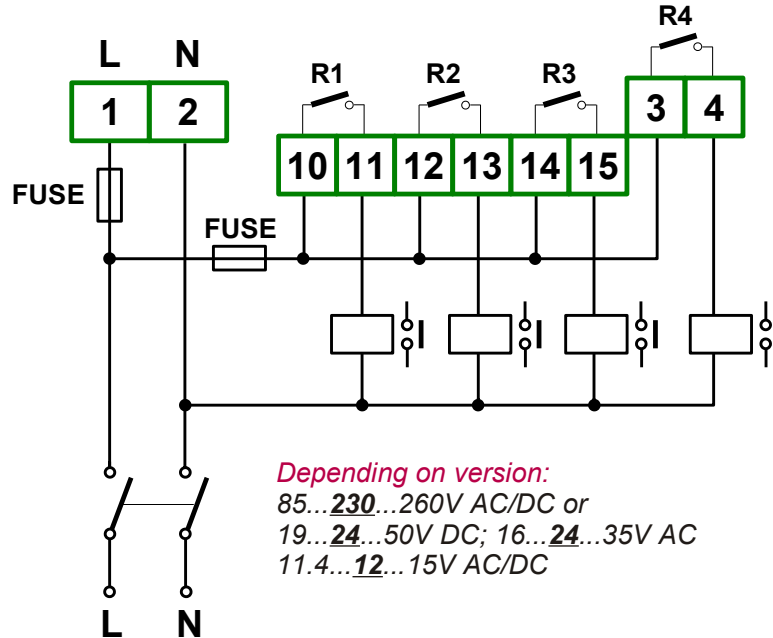 R4
L N
R1 R2 R3
1 2
3 4
10 11 12 13 14 15
FUSE
FUSE
Depending on version:
85...230...260V AC/DC or
19...24...50V DC; 16...24...35V AC
11.4...12...15V AC/DC
L N